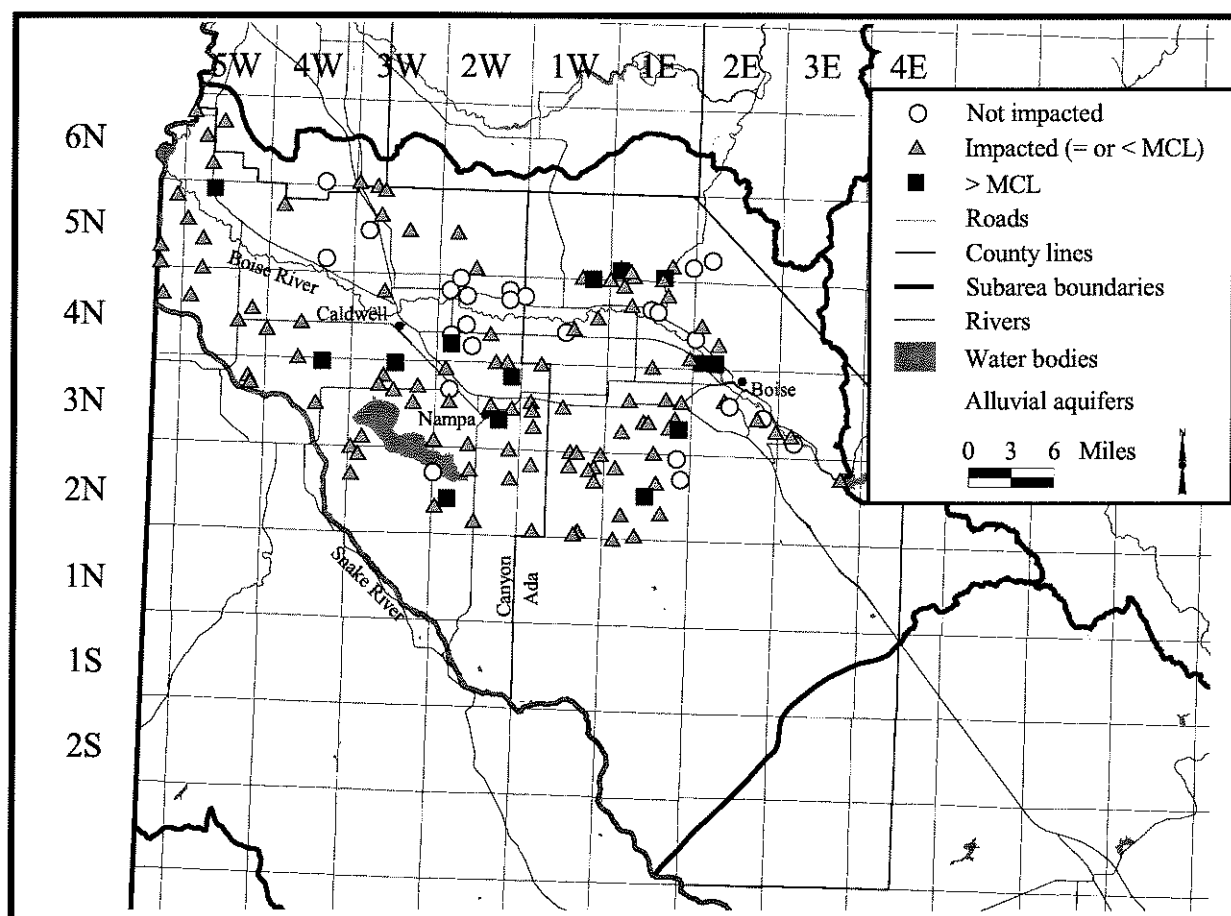 5W 4W 3W 2W 1W 1E 2E 3E 4E
6N
5N
4N
3N
2N
1N
1S
2S
Boise River
Caldwell
Nampa
Boise
Snake River
Canyon
Ada
Not impacted
Impacted (= or < MCL)
> MCL
Roads
County lines
Subarea boundaries
Rivers
Water bodies
Alluvial aquifers
0 3 6 Miles
N